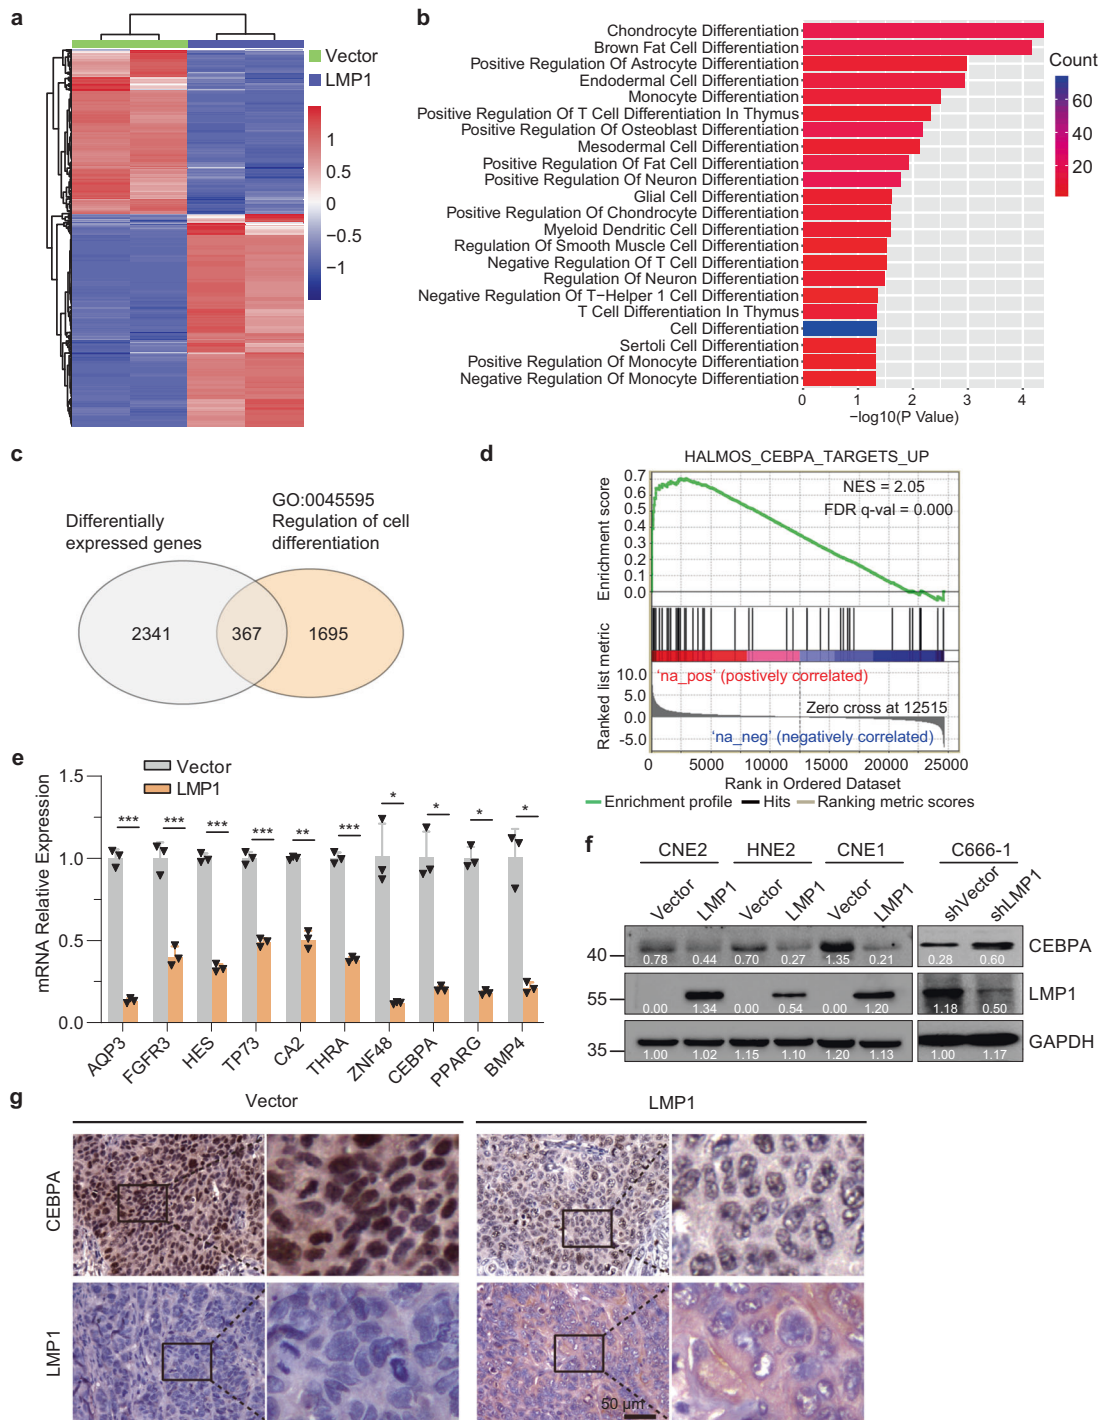 a
Vector
LMP1
1
0.5
0
−0.5
−1
b
Chondrocyte Differentiation
Brown Fat Cell Differentiation
Positive Regulation Of Astrocyte Differentiation
Endodermal Cell Differentiation
Monocyte Differentiation
Positive Regulation Of T Cell Differentiation In Thymus
Positive Regulation Of Osteoblast Differentiation
Mesodermal Cell Differentiation
Positive Regulation Of Fat Cell Differentiation
Positive Regulation Of Neuron Differentiation
Glial Cell Differentiation
Positive Regulation Of Chondrocyte Differentiation
Myeloid Dendritic Cell Differentiation
Regulation Of Smooth Muscle Cell Differentiation
Negative Regulation Of T Cell Differentiation
Regulation Of Neuron Differentiation
Negative Regulation Of T−Helper 1 Cell Differentiation
T Cell Differentiation In Thymus
Cell Differentiation
Sertoli Cell Differentiation
Positive Regulation Of Monocyte Differentiation
Negative Regulation Of Monocyte Differentiation
0 1 2 3 4
−log10(P Value)
Count
60
40
20
c
Differentially
expressed genes
GO:0045595
Regulation of cell
differentiation
2341 367 1695
d
HALMOS_CEBPA_TARGETS_UP
NES = 2.05
FDR q-val = 0.000
Enrichment score
0.7
0.6
0.5
0.4
0.3
0.2
0.1
0.0
Ranked list metric
10.0
5.0
0.0
-5.0
'na_pos' (postively correlated)
Zero cross at 12515
'na_neg' (negatively correlated)
0 5000 10000 15000 20000 25000
Rank in Ordered Dataset
Enrichment profile Hits Ranking metric scores
e
Vector
LMP1
mRNA Relative Expression
1.5
1.0
0.5
0.0
*** *** *** *** ** *** * * * *
AQP3 FGFR3 HES TP73 CA2 THRA ZNF48 CEBPA PPARG BMP4
f
CNE2 HNE2 CNE1 C666-1
Vector LMP1 Vector LMP1 Vector LMP1 shVector shLMP1
40 CEBPA
0.78 0.44 0.70 0.27 1.35 0.21 0.28 0.60
55 LMP1
0.00 1.34 0.00 0.54 0.00 1.20 1.18 0.50
35 GAPDH
1.00 1.02 1.15 1.10 1.20 1.13 1.00 1.17
g
Vector LMP1
CEBPA
LMP1
50 μm